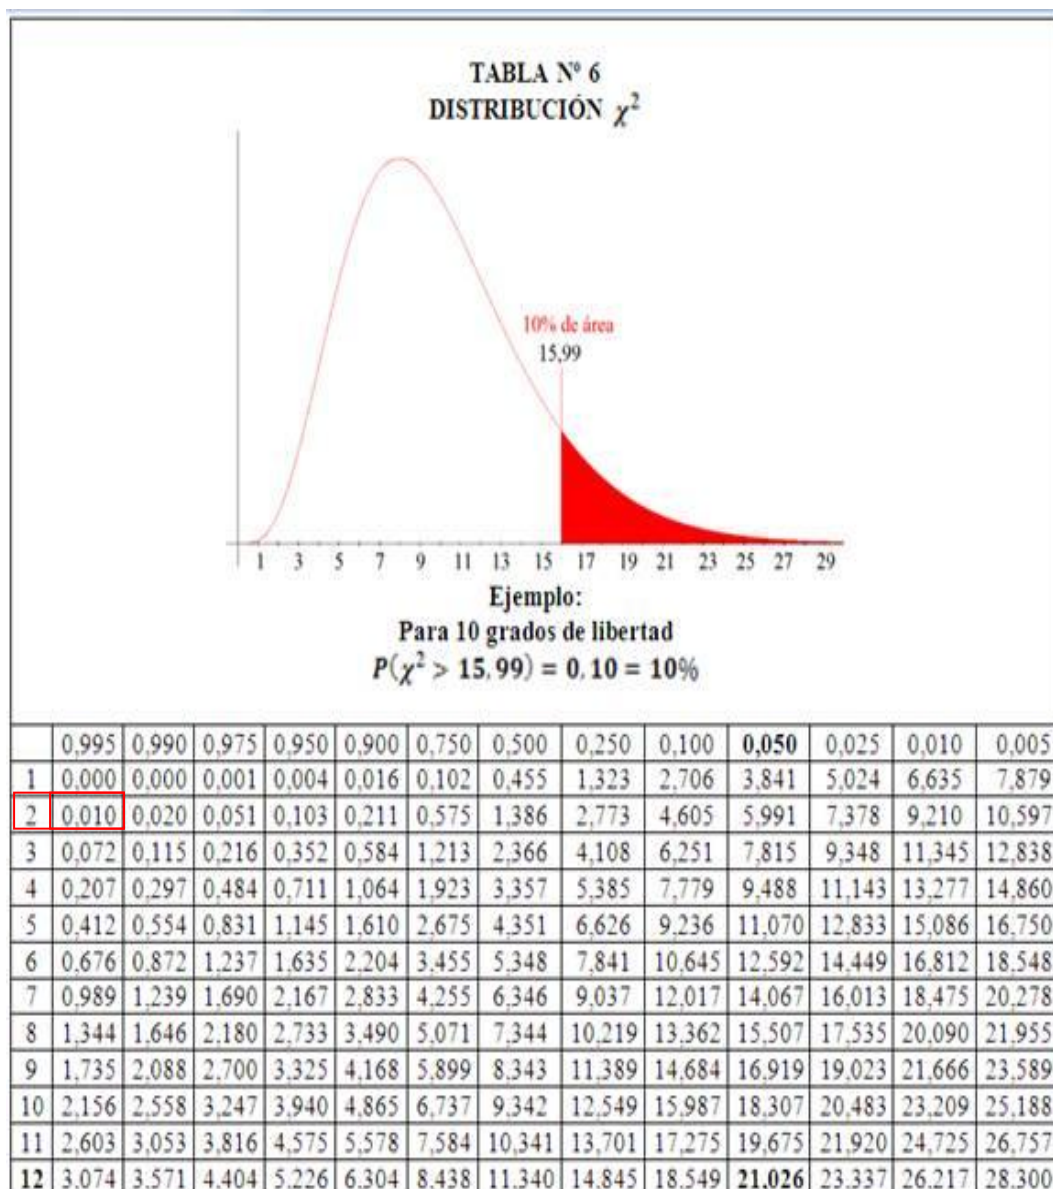 TABLA Nº 6
DISTRIBUCIÓN χ²
10% de área
15,99
1 3 5 7 9 11 13 15 17 19 21 23 25 27 29
Ejemplo:
Para 10 grados de libertad
P(χ² > 15,99) = 0,10 = 10%
0,995 0,990 0,975 0,950 0,900 0,750 0,500 0,250 0,100 0,050 0,025 0,010 0,005
1 0,000 0,000 0,001 0,004 0,016 0,102 0,455 1,323 2,706 3,841 5,024 6,635 7,879
2 0,010 0,020 0,051 0,103 0,211 0,575 1,386 2,773 4,605 5,991 7,378 9,210 10,597
3 0,072 0,115 0,216 0,352 0,584 1,213 2,366 4,108 6,251 7,815 9,348 11,345 12,838
4 0,207 0,297 0,484 0,711 1,064 1,923 3,357 5,385 7,779 9,488 11,143 13,277 14,860
5 0,412 0,554 0,831 1,145 1,610 2,675 4,351 6,626 9,236 11,070 12,833 15,086 16,750
6 0,676 0,872 1,237 1,635 2,204 3,455 5,348 7,841 10,645 12,592 14,449 16,812 18,548
7 0,989 1,239 1,690 2,167 2,833 4,255 6,346 9,037 12,017 14,067 16,013 18,475 20,278
8 1,344 1,646 2,180 2,733 3,490 5,071 7,344 10,219 13,362 15,507 17,535 20,090 21,955
9 1,735 2,088 2,700 3,325 4,168 5,899 8,343 11,389 14,684 16,919 19,023 21,666 23,589
10 2,156 2,558 3,247 3,940 4,865 6,737 9,342 12,549 15,987 18,307 20,483 23,209 25,188
11 2,603 3,053 3,816 4,575 5,578 7,584 10,341 13,701 17,275 19,675 21,920 24,725 26,757
12 3,074 3,571 4,404 5,226 6,304 8,438 11,340 14,845 18,549 21,026 23,337 26,217 28,300